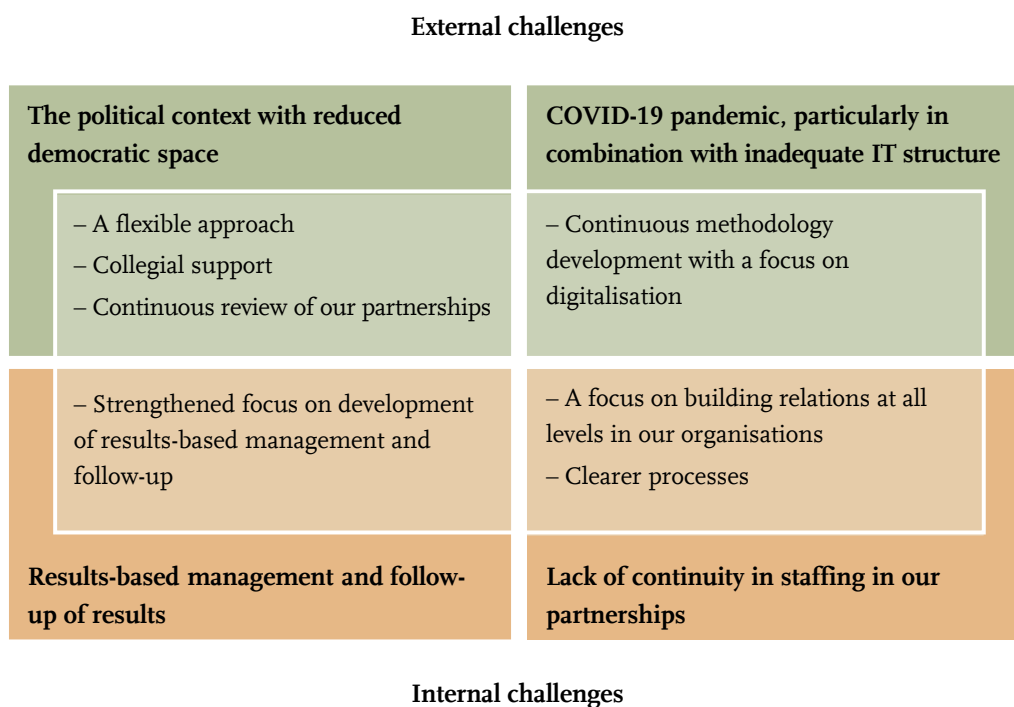 External challenges
The political context with reduced
democratic space
– A flexible approach
– Collegial support
– Continuous review of our partnerships
COVID-19 pandemic, particularly in
combination with inadequate IT structure
– Continuous methodology
development with a focus on
digitalisation
– Strengthened focus on development
of results-based management and
follow-up
Results-based management and follow-
up of results
– A focus on building relations at all
levels in our organisations
– Clearer processes
Lack of continuity in staffing in our
partnerships
Internal challenges